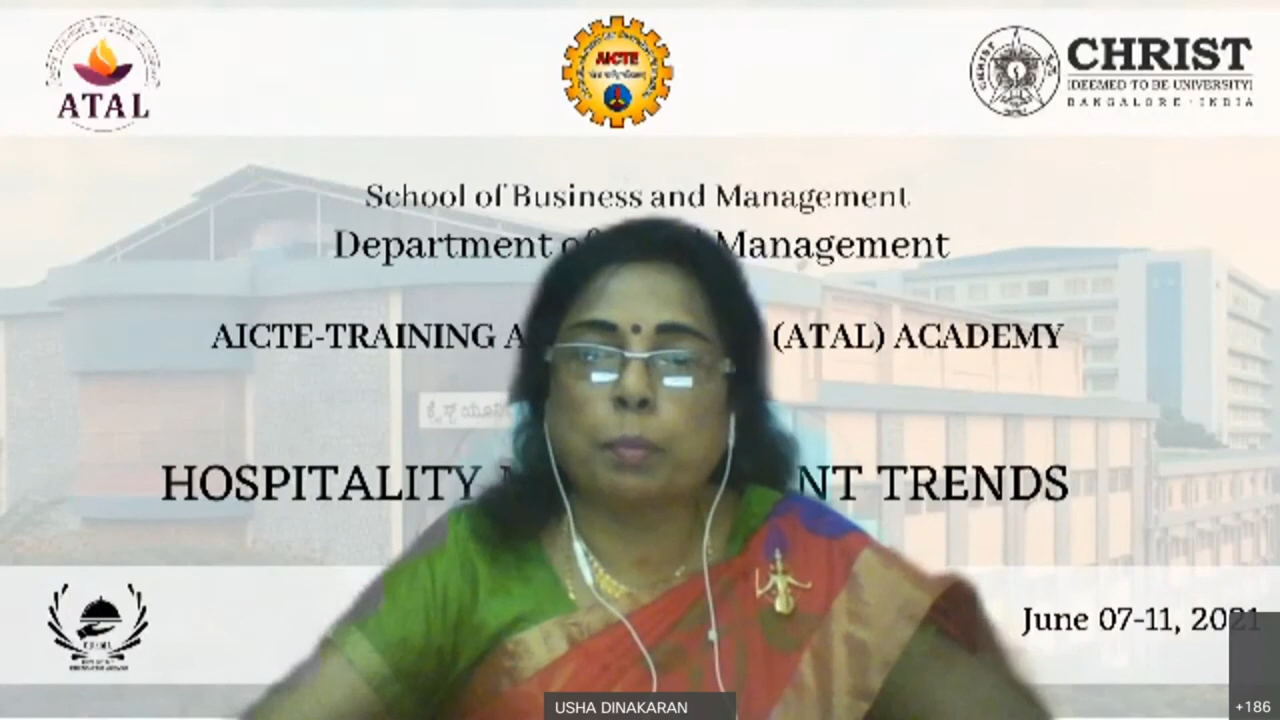 ATAL
AICTE
CHRIST
CHRIST
(DEEMED TO BE UNIVERSITY)
BANGALORE · INDIA
School of Business and Management
Department Management
AICTE-TRAINING A (ATAL) ACADEMY
ಕ್ರೈಸ್ಟ್
HOSPITALITY NT TRENDS
June 07-11, 2021
USHA DINAKARAN
+186